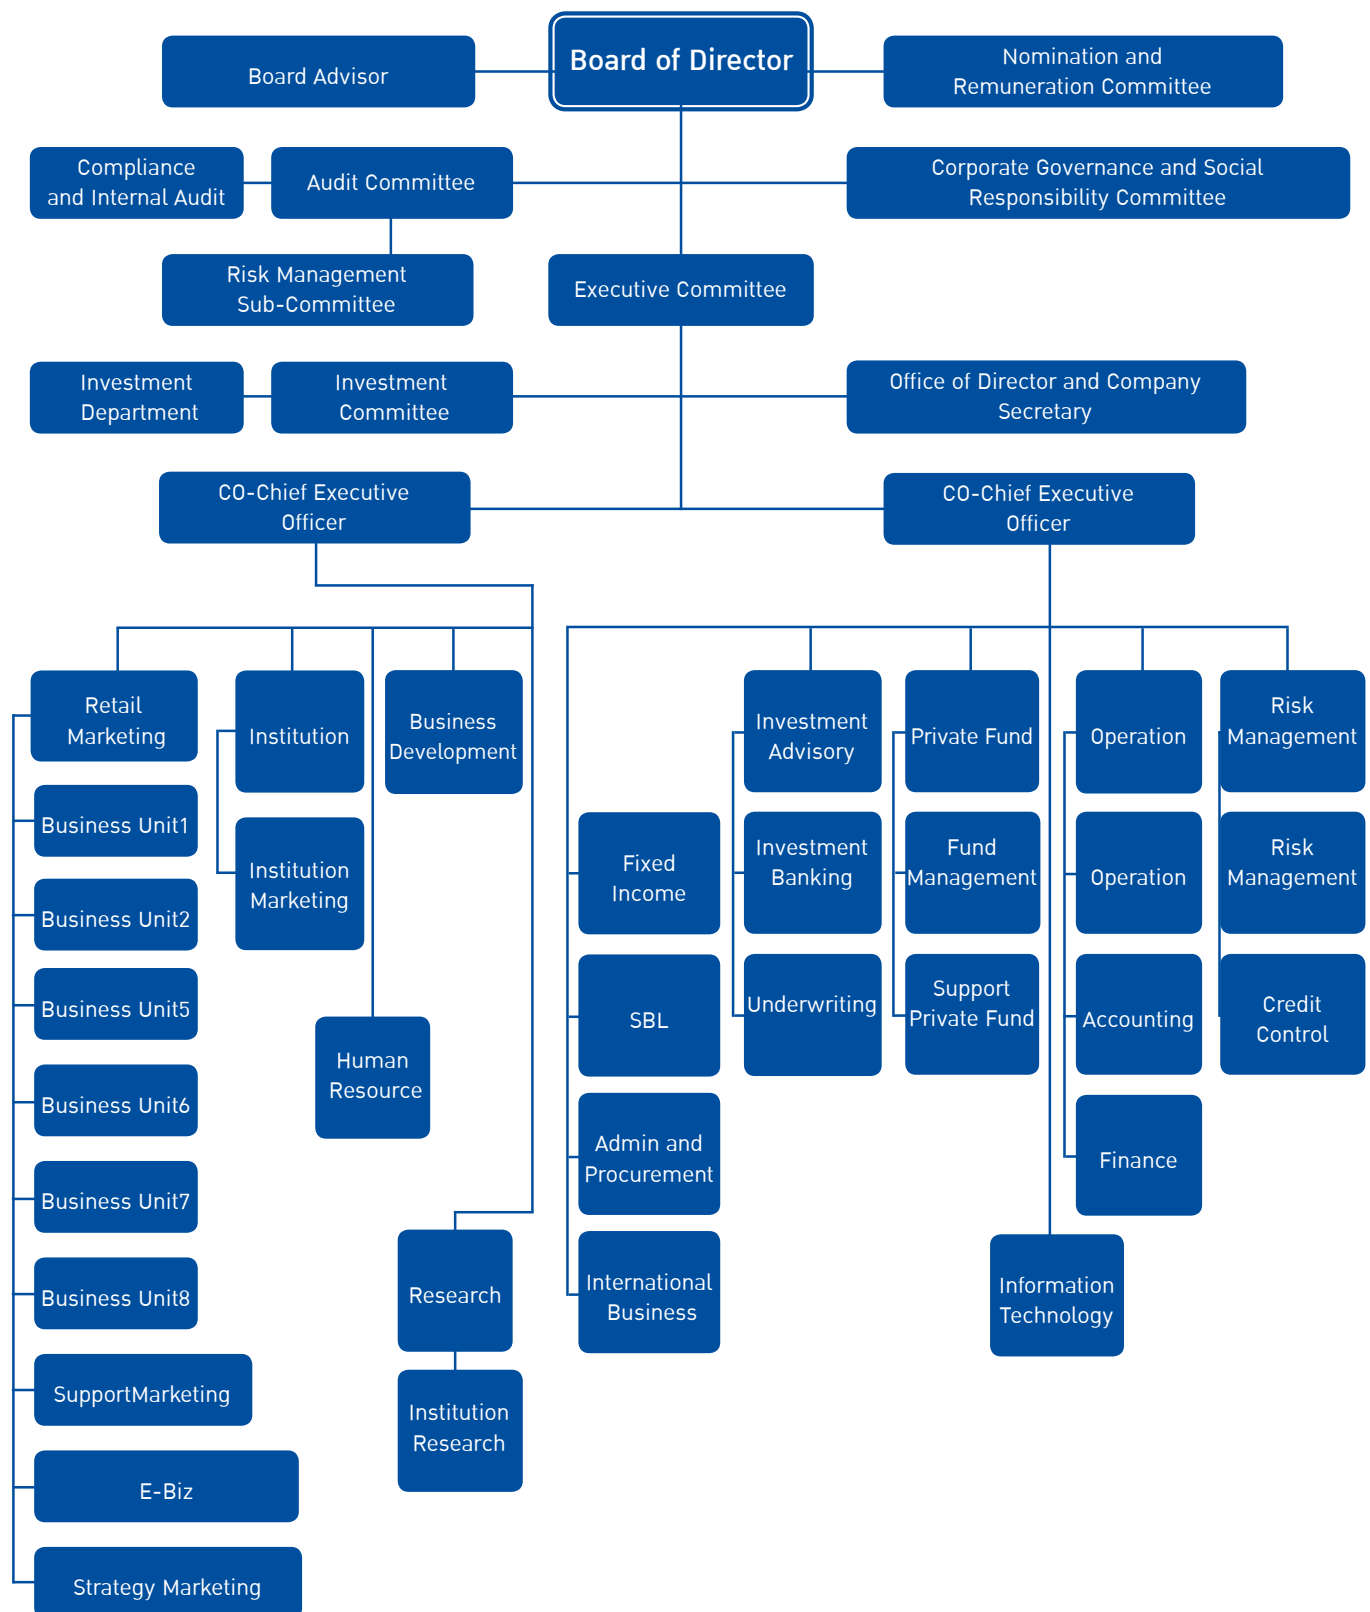 Board of Director
Board Advisor
Nomination and
Remuneration Committee
Compliance
and Internal Audit
Audit Committee
Corporate Governance and Social
Responsibility Committee
Risk Management
Sub-Committee
Executive Committee
Investment
Department
Investment
Committee
Office of Director and Company
Secretary
CO-Chief Executive
Officer
CO-Chief Executive
Officer
Retail
Marketing
Business Unit1
Business Unit2
Business Unit5
Business Unit6
Business Unit7
Business Unit8
SupportMarketing
E-Biz
Strategy Marketing
Institution
Institution
Marketing
Human
Resource
Business
Development
Research
Institution
Research
Fixed
Income
SBL
Admin and
Procurement
International
Business
Investment
Advisory
Investment
Banking
Underwriting
Private Fund
Fund
Management
Support
Private Fund
Information
Technology
Operation
Operation
Accounting
Finance
Risk
Management
Risk
Management
Credit
Control